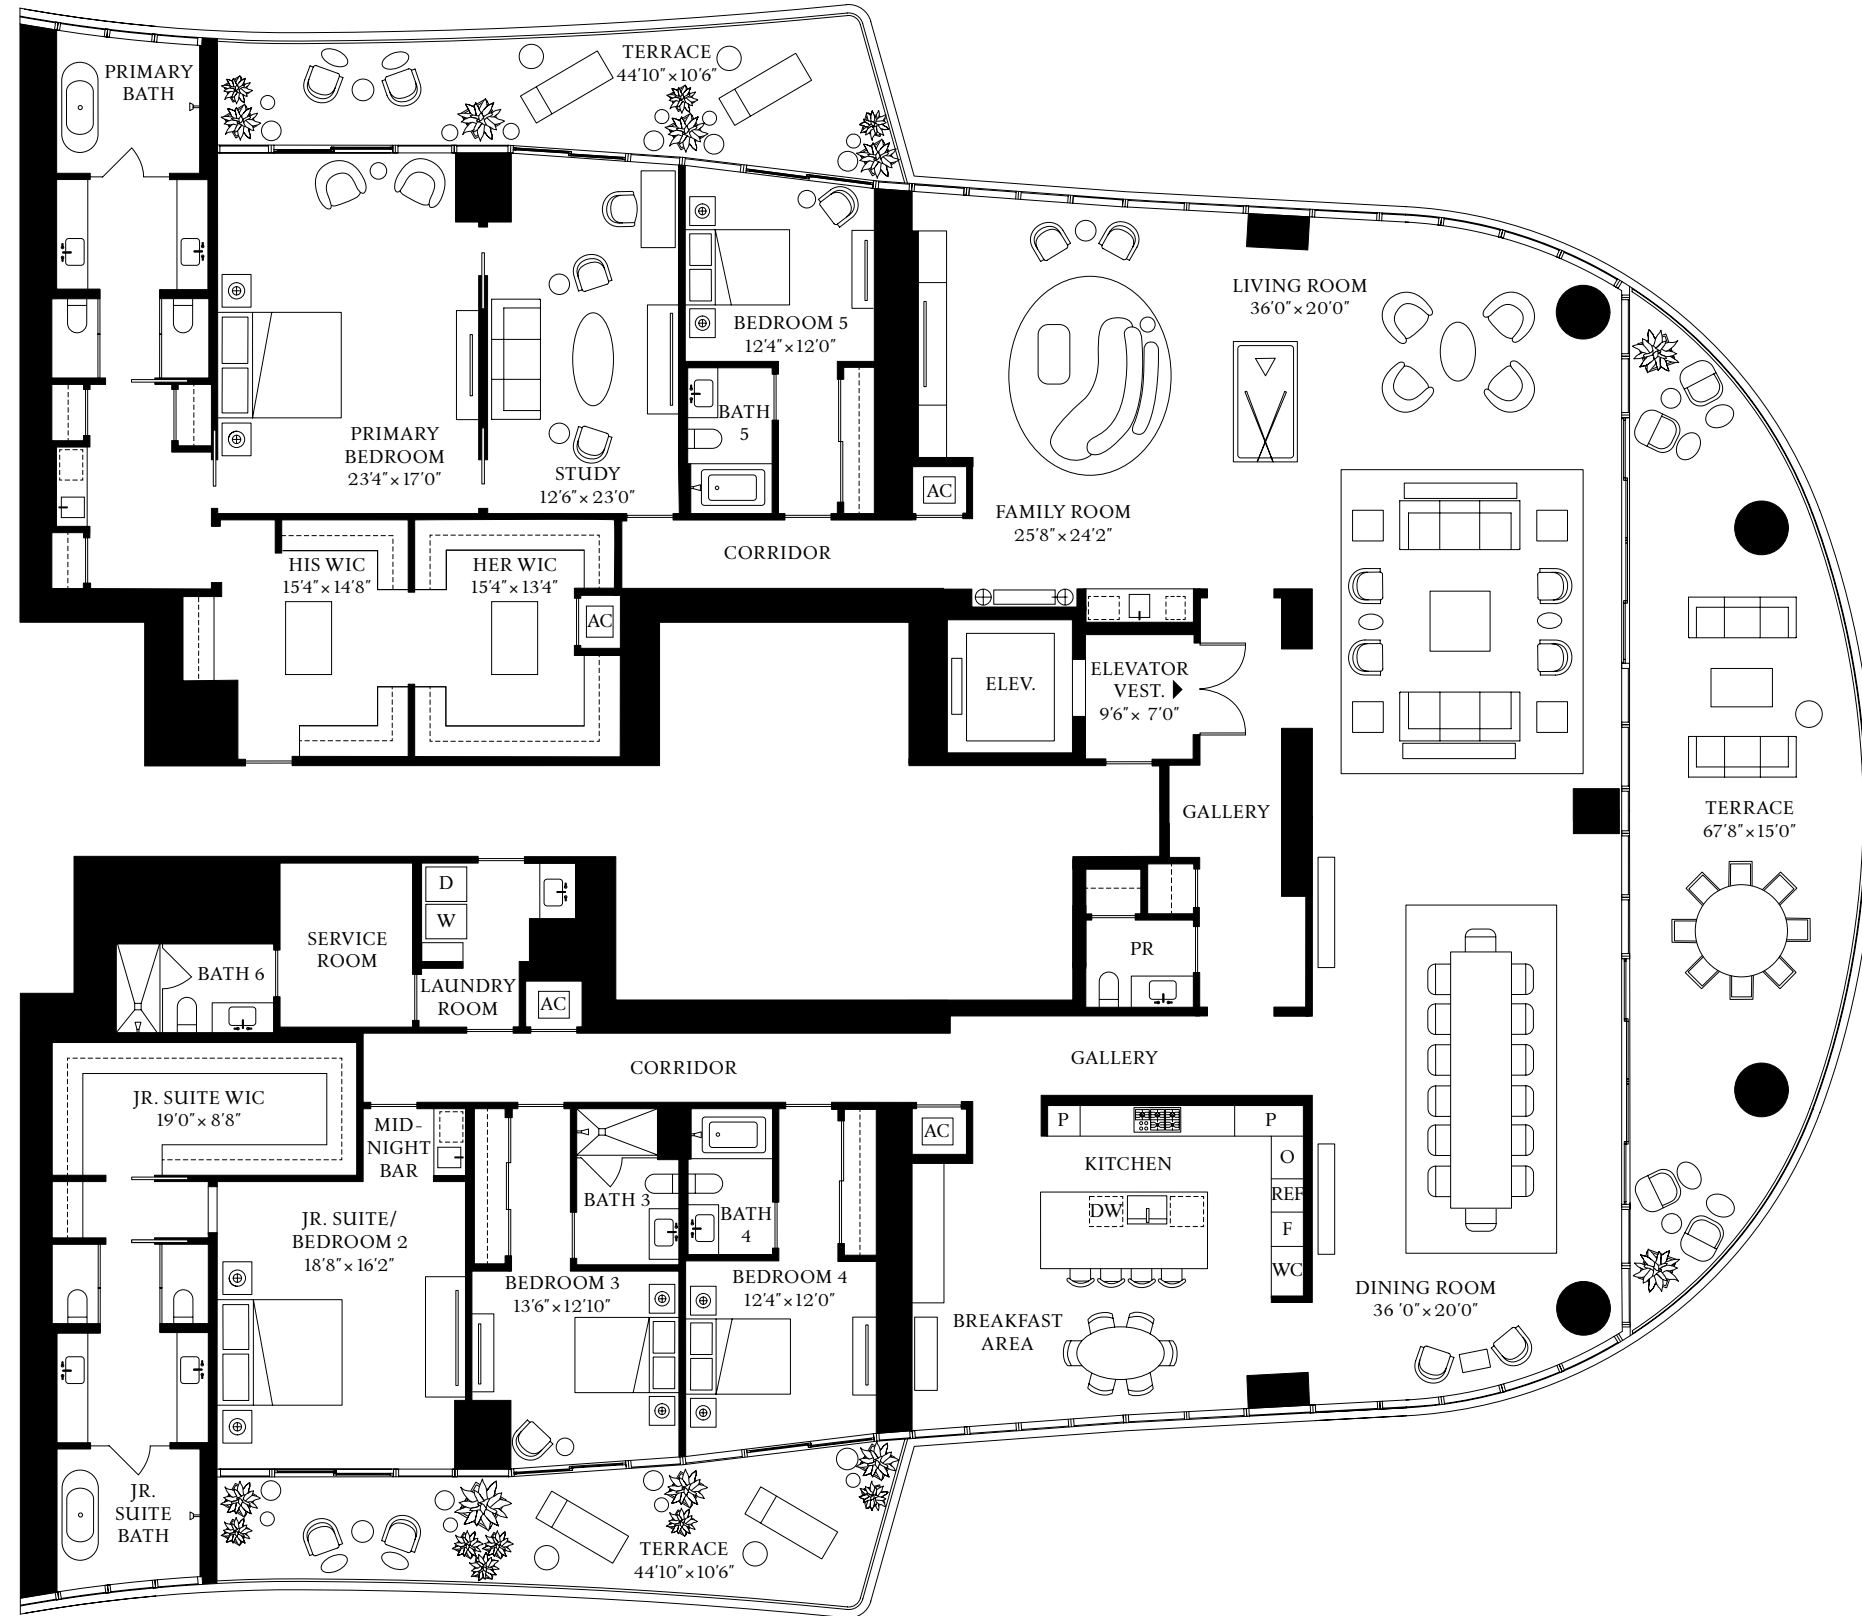 PRIMARY
BATH
TERRACE
44'10"×10'6"
LIVING ROOM
36'0"×20'0"
BEDROOM 5
12'4"×12'0"
BATH
5
PRIMARY
BEDROOM
23'4"×17'0"
STUDY
12'6"×23'0"
AC
FAMILY ROOM
25'8"×24'2"
CORRIDOR
HIS WIC
15'4"×14'8"
HER WIC
15'4"×13'4"
AC
ELEV.
ELEVATOR
VEST.
9'6"× 7'0"
GALLERY
TERRACE
67'8"×15'0"
D
W
SERVICE
ROOM
BATH 6
LAUNDRY
ROOM
AC
PR
CORRIDOR
GALLERY
JR. SUITE WIC
19'0"×8'8"
MID-
NIGHT
BAR
AC
P
P
KITCHEN
O
REF
F
WC
DW
BATH 3
BATH
4
JR. SUITE/
BEDROOM 2
18'8"×16'2"
BEDROOM 3
13'6"×12'10"
BEDROOM 4
12'4"×12'0"
BREAKFAST
AREA
DINING ROOM
36 '0"×20'0"
JR.
SUITE
BATH
TERRACE
44'10"×10'6"